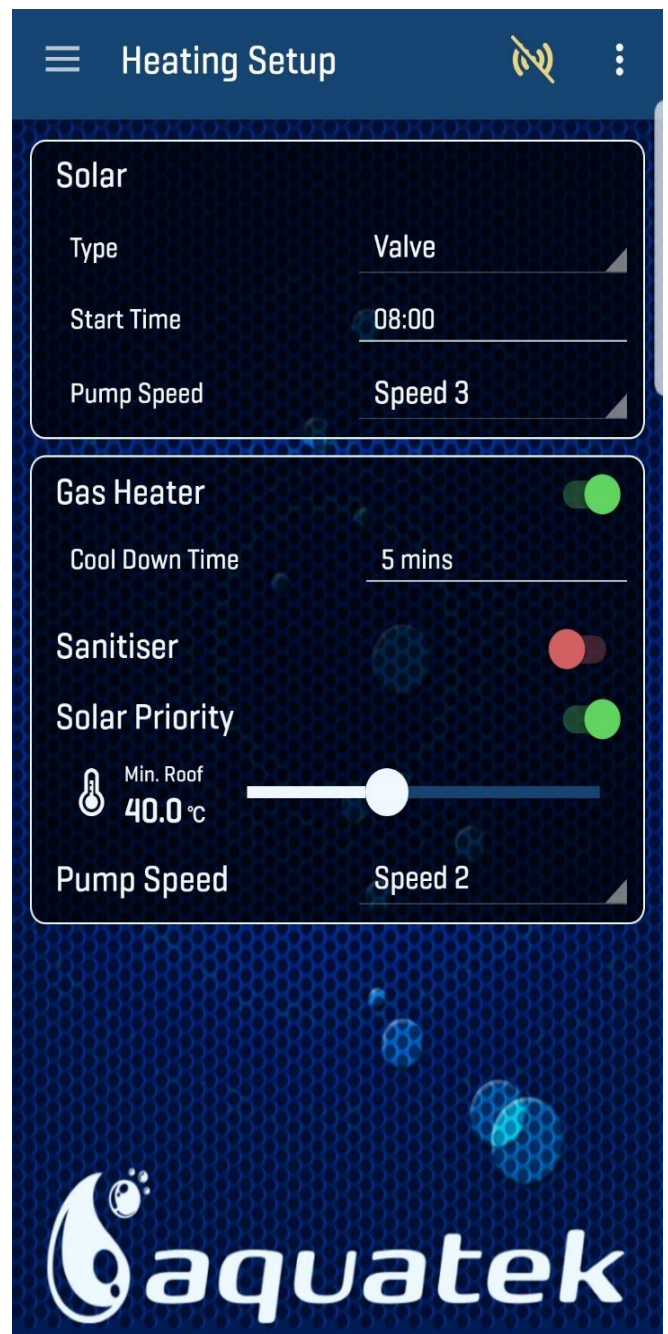 Heating Setup
Solar
Type Valve
Start Time 08:00
Pump Speed Speed 3
Gas Heater
Cool Down Time 5 mins
Sanitiser
Solar Priority
Min. Roof
40.0 °C
Pump Speed Speed 2
aquatek